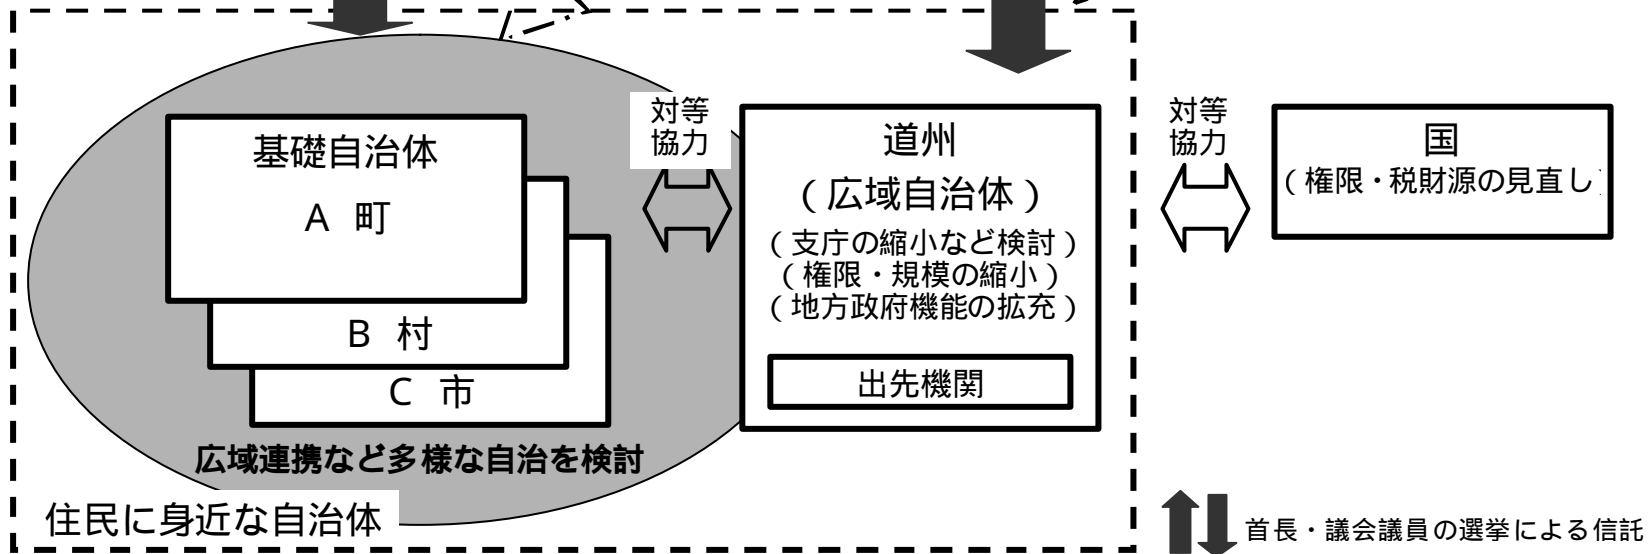 基礎自治体
A 町
B 村
C 市
広域連携など多様な自治を検討
住民に身近な自治体
対等
協力
道州
(広域自治体)
(支庁の縮小など検討)
(権限・規模の縮小)
(地方政府機能の拡充)
出先機関
対等
協力
国
(権限・税財源の見直し)
首長・議会議員の選挙による信託